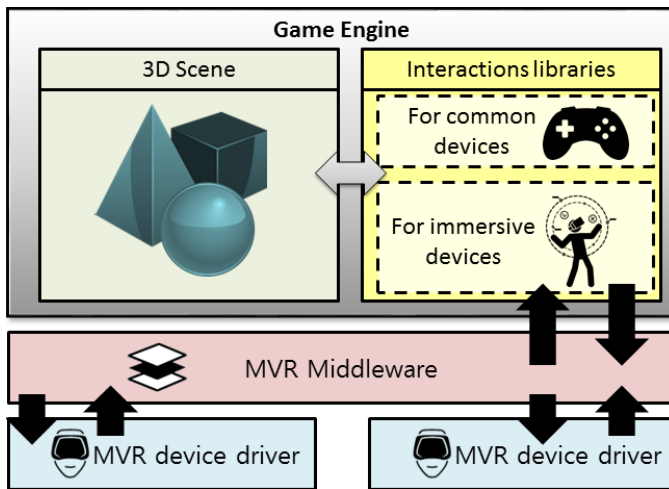 Game Engine
3D Scene
Interactions libraries
For common
devices
For immersive
devices
MVR Middleware
MVR device driver
MVR device driver